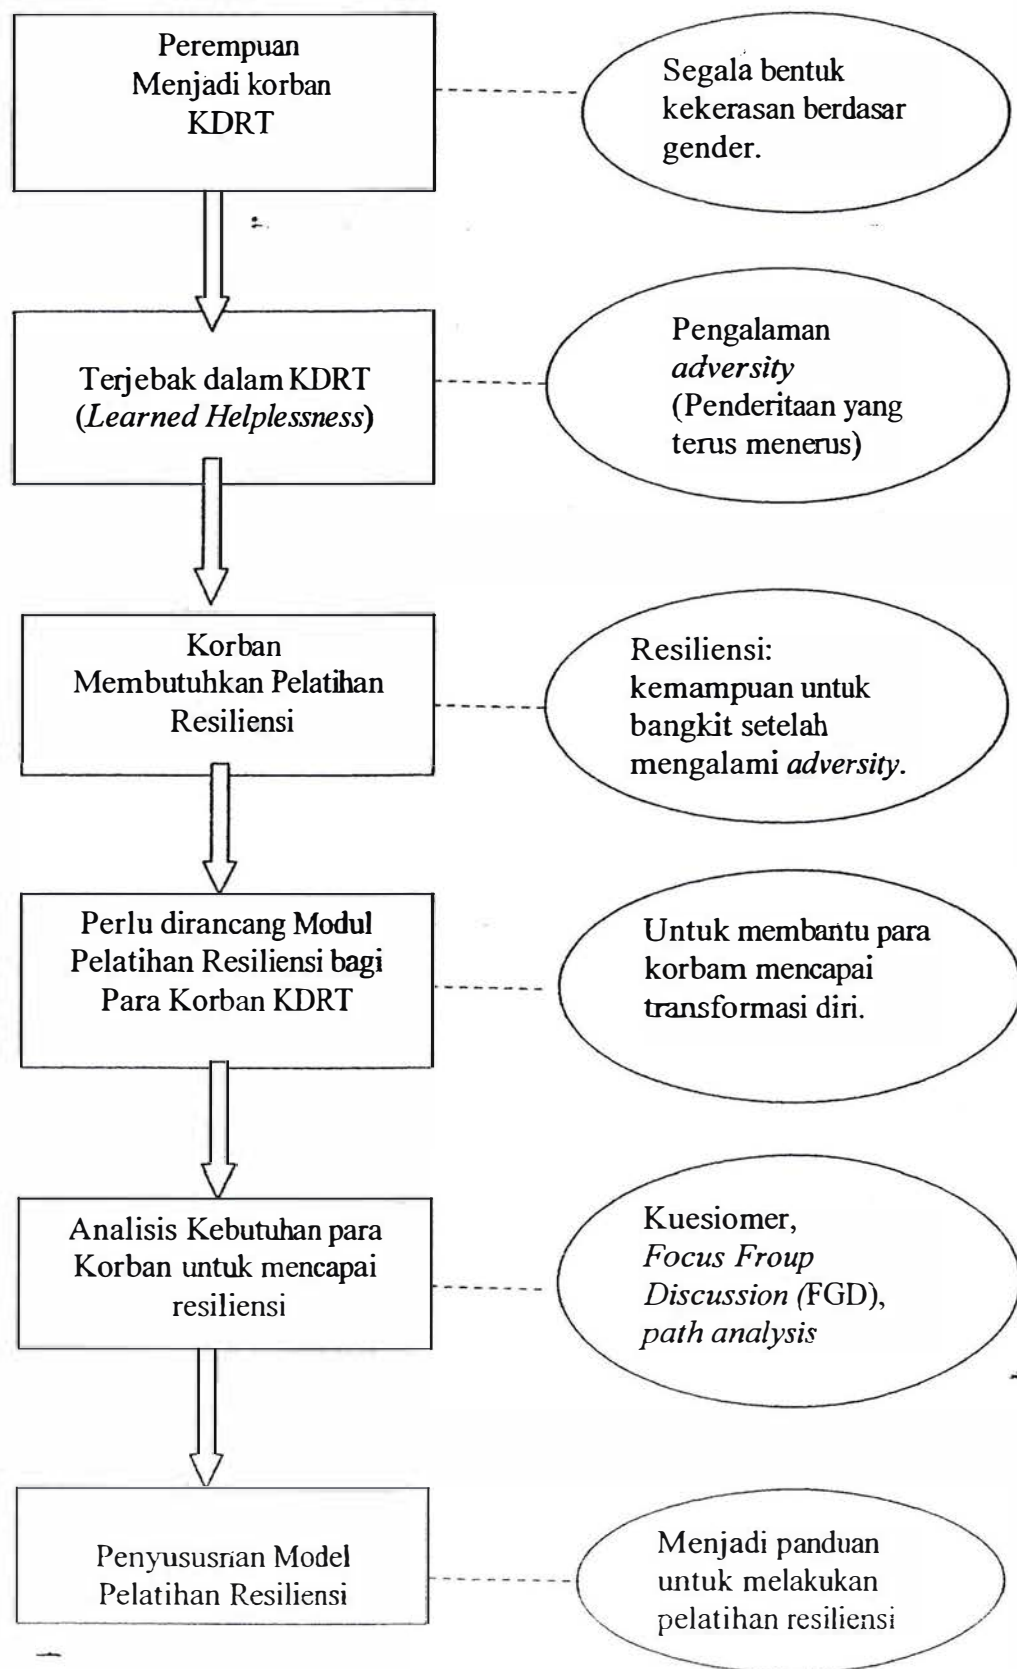 Perempuan
Menjadi korban
KDRT
Segala bentuk
kekerasan berdasar
gender.
Terjebak dalam KDRT
(Learned Helplessness)
Pengalaman
adversity
(Penderitaan yang
terus menerus)
Korban
Membutuhkan Pelatihan
Resiliensi
Resiliensi:
kemampuan untuk
bangkit setelah
mengalami adversity.
Perlu dirancang Modul
Pelatihan Resiliensi bagi
Para Korban KDRT
Untuk membantu para
korbam mencapai
transformasi diri.
Analisis Kebutuhan para
Korban untuk mencapai
resiliensi
Kuesiomer,
Focus Froup
Discussion (FGD),
path analysis
Penyususnan Model
Pelatihan Resiliensi
Menjadi panduan
untuk melakukan
pelatihan resiliensi